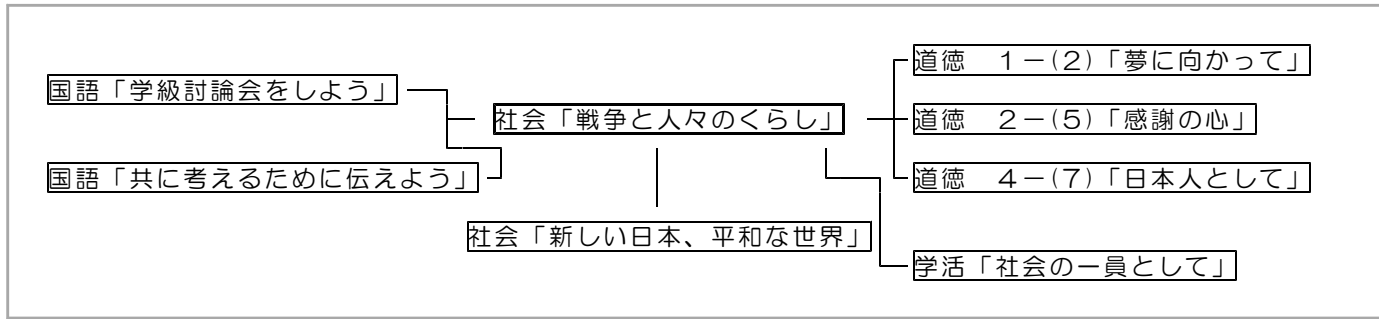 国語「学級討論会をしよう」
国語「共に考えるために伝えよう」
社会「戦争と人々のくらし」
社会「新しい日本、平和な世界」
道徳　１－(２)「夢に向かって」
道徳　２－(５)「感謝の心」
道徳　４－(７)「日本人として」
学活「社会の一員として」